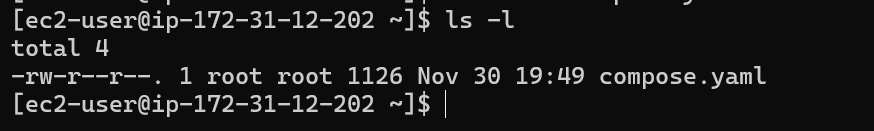 [ec2-user@ip-172-31-12-202 ~]$ ls -l
total 4
-rw-r--r--. 1 root root 1126 Nov 30 19:49 compose.yaml
[ec2-user@ip-172-31-12-202 ~]$